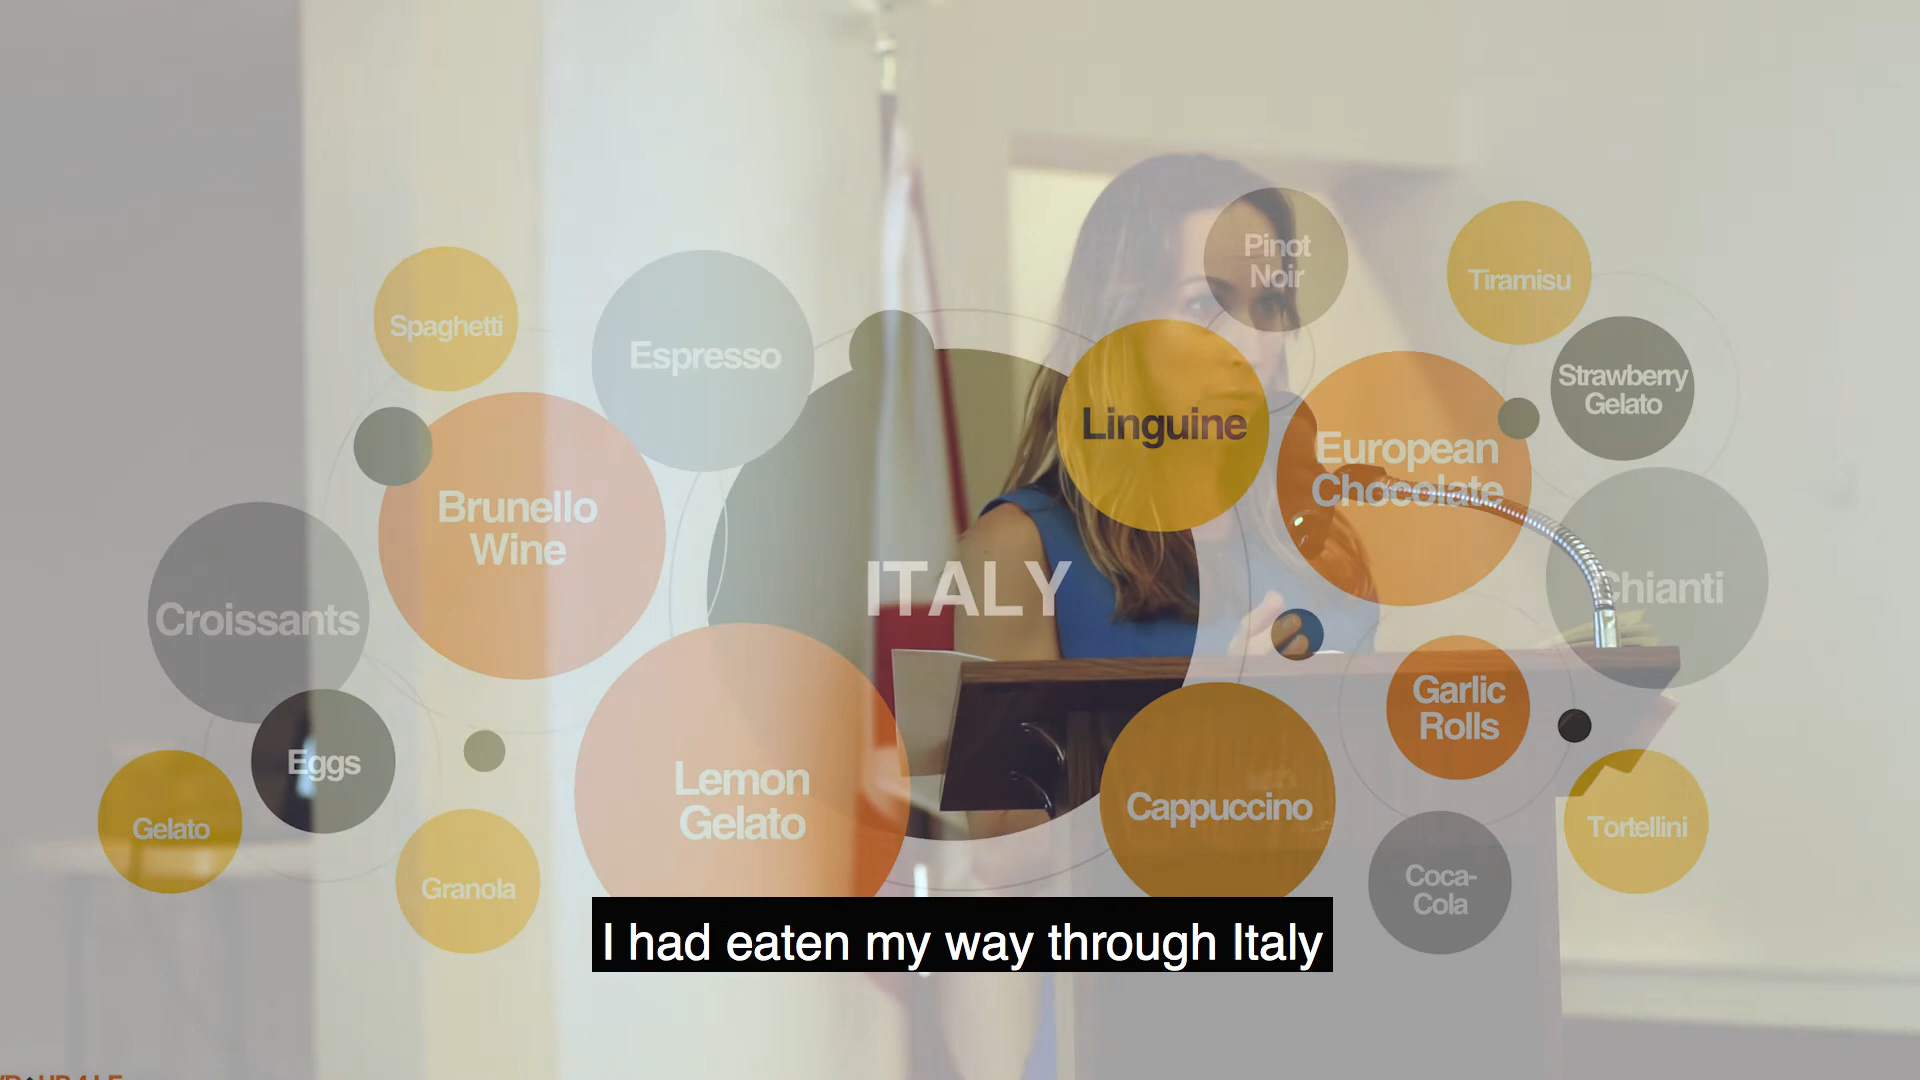 Pinot
Noir
Tiramisu
Spaghetti
Espresso
Strawberry
Gelato
Linguine
European
Chocolate
Brunello
Wine
ITALY
Chianti
Croissants
Garlic
Rolls
Eggs
Lemon
Gelato
Cappuccino
Gelato
Tortellini
Granola
Coca-
Cola
I had eaten my way through Italy